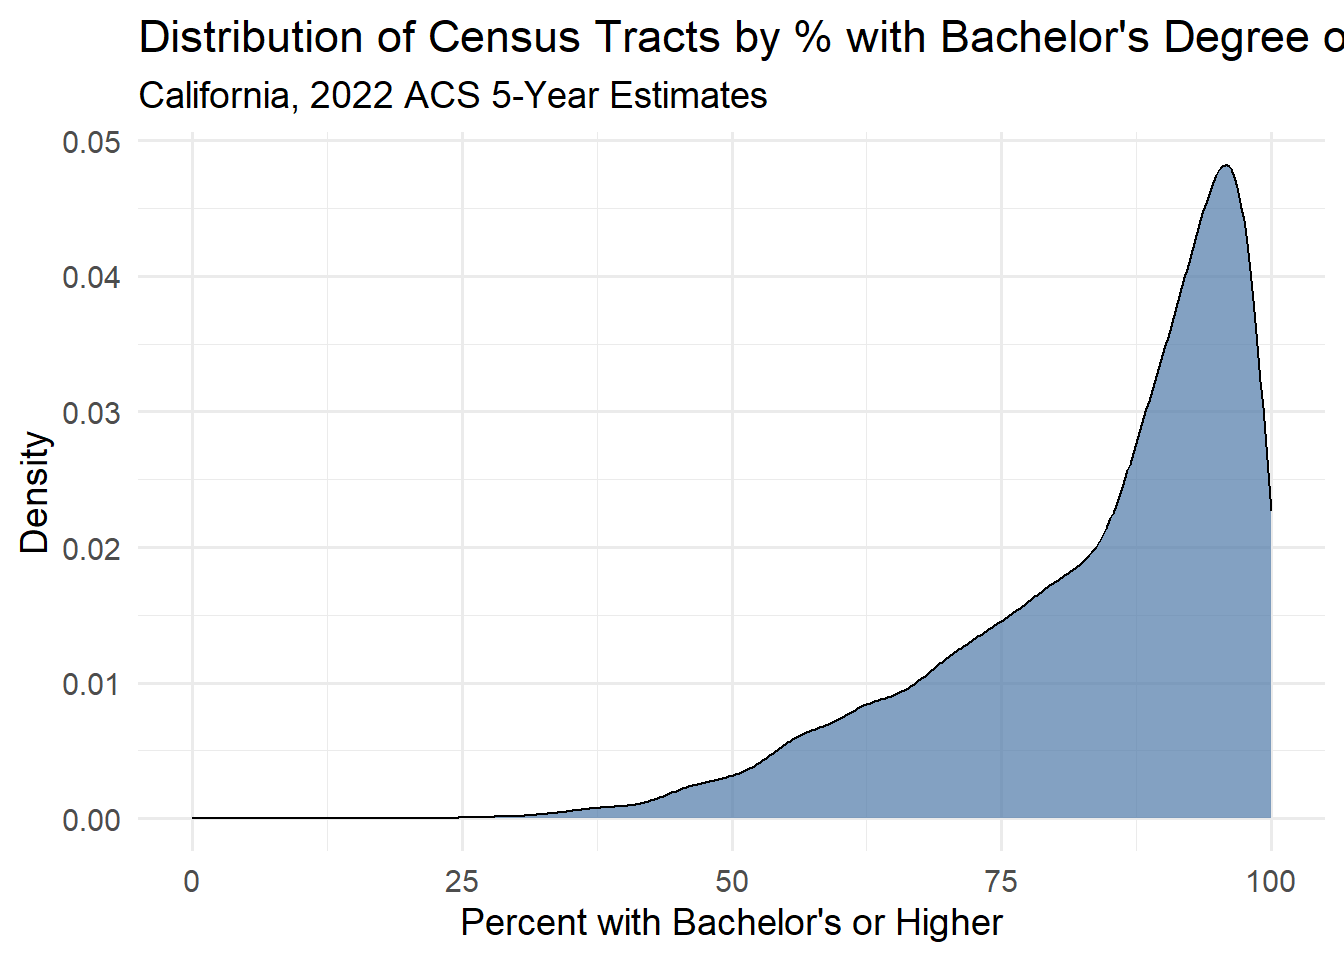 Distribution of Census Tracts by % with Bachelor's Degree o
California, 2022 ACS 5-Year Estimates
0.05
0.04
0.03
0.02
0.01
0.00
Density
0
25
50
75
100
Percent with Bachelor's or Higher